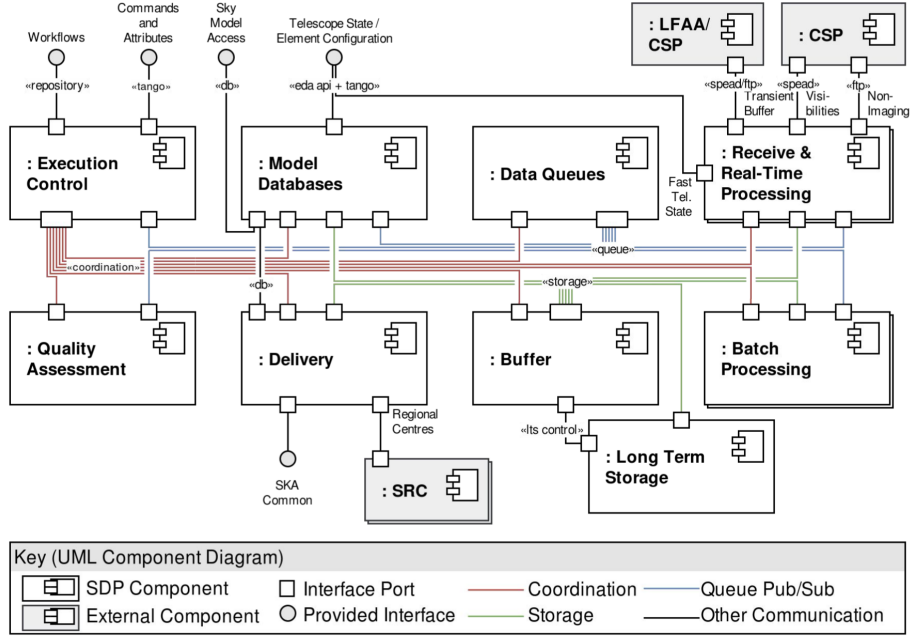 Workflows
Commands
and
Attributes
Sky
Model
Access
Telescope State /
Element Configuration
: LFAA/
CSP
: CSP
«repository»
«tango»
«db»
«eda api + tango»
«spead/ftp»
«spead»
«ftp»
Transient
Buffer
Visi-
bilities
Non-
Imaging
: Execution
Control
: Model
Databases
: Data Queues
: Receive &
Real-Time
Processing
Fast
Tel.
State
«queue»
«coordination»
«db»
«storage»
: Quality
Assessment
: Delivery
: Buffer
: Batch
Processing
Regional
Centres
«lts control»
SKA
Common
: SRC
: Long Term
Storage
Key (UML Component Diagram)
SDP Component
Interface Port
Coordination
Queue Pub/Sub
External Component
Provided Interface
Storage
Other Communication